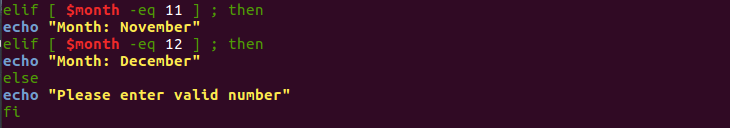 elif [ $month -eq 11 ] ; then
echo "Month: November"
elif [ $month -eq 12 ] ; then
echo "Month: December"
else
echo "Please enter valid number"
fi